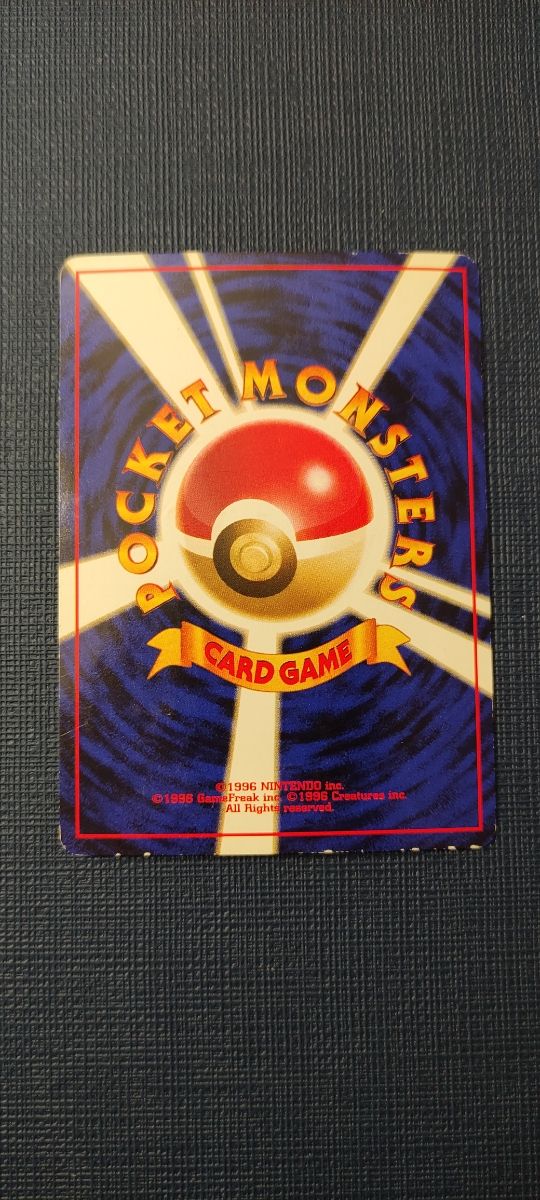 POCKET MONSTERS
CARD GAME
©1996 NINTENDO inc.
©1996 GameFreak inc. ©1996 Creatures inc.
All Rights reserved.